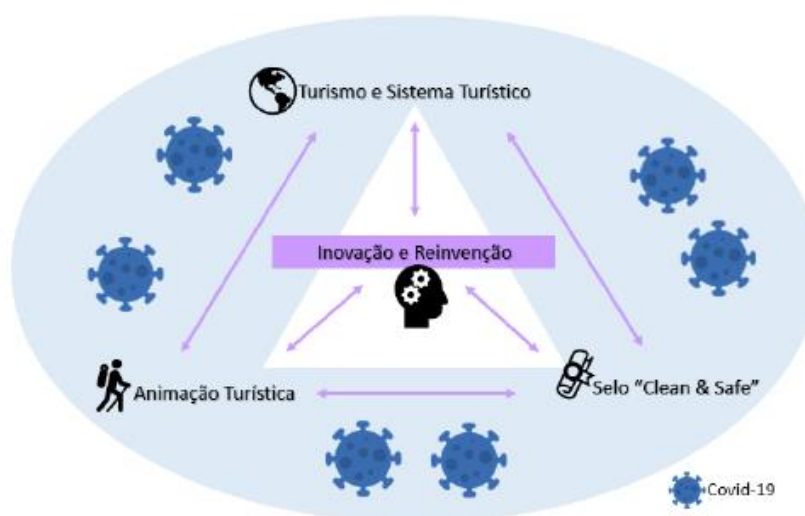 Turismo e Sistema Turístico
Inovação e Reinvenção
Animação Turística
Selo "Clean & Safe"
Covid-19